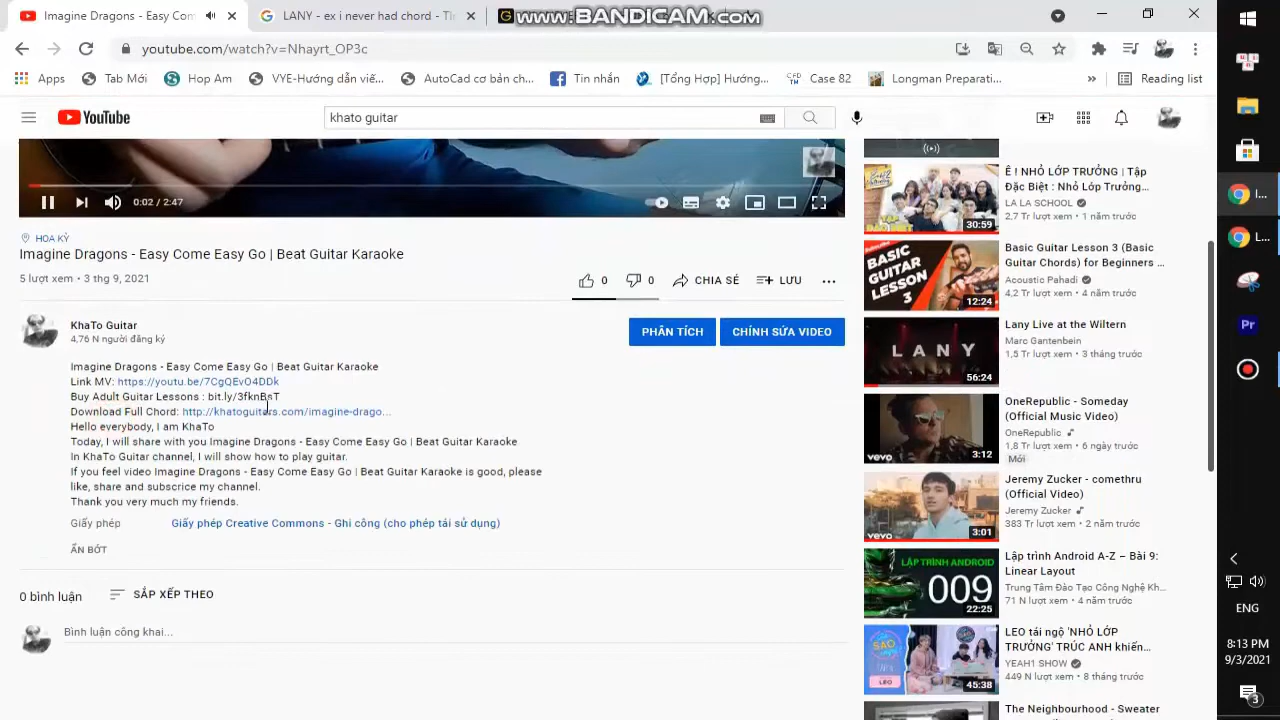 Imagine Dragons - Easy Com
LANY - ex i never had chord - Th
www.BANDICAM.com
youtube.com/watch?v=Nhayrt_OP3c
Apps
Tab Mới
Hop Am
VYE-Hướng dẫn viế...
AutoCad cơ bản ch...
Tin nhắn
[Tổng Hợp] Hướng...
Case 82
Longman Preparati...
»
Reading list
YouTube
khato guitar
0:02 / 2:47
HOA KỲ
Imagine Dragons - Easy Come Easy Go | Beat Guitar Karaoke
5 lượt xem • 3 thg 9, 2021
0
0
CHIA SẺ
LƯU
KhaTo Guitar
4,76 N người đăng ký
PHÂN TÍCH
CHỈNH SỬA VIDEO
Imagine Dragons - Easy Come Easy Go | Beat Guitar Karaoke
Link MV: https://youtu.be/7CgQEvO4DDk
Buy Adult Guitar Lessons : bit.ly/3fknBsT
Download Full Chord: http://khatoguitars.com/imagine-drago...
Hello everybody, I am KhaTo
Today, I will share with you Imagine Dragons - Easy Come Easy Go | Beat Guitar Karaoke
In KhaTo Guitar channel, I will show how to play guitar.
If you feel video Imagine Dragons - Easy Come Easy Go | Beat Guitar Karaoke is good, please
like, share and subscrice my channel.
Thank you very much my friends.
Giấy phép
Giấy phép Creative Commons - Ghi công (cho phép tái sử dụng)
ẨN BỚT
0 bình luận
SẮP XẾP THEO
Bình luận công khai...
Ê ! NHỎ LỚP TRƯỞNG | Tập
Đặc Biệt : Nhỏ Lớp Trưởng...
LA LA SCHOOL
2,7 Tr lượt xem • 1 năm trước
30:59
Basic Guitar Lesson 3 (Basic
Guitar Chords) for Beginners ...
Acoustic Pahadi
4,2 Tr lượt xem • 4 năm trước
BASIC
GUITAR
LESSON
3
12:24
Lany Live at the Wiltern
Marc Gantenbein
1,5 Tr lượt xem • 3 tháng trước
LANY
56:24
OneRepublic - Someday
(Official Music Video)
OneRepublic
1,8 Tr lượt xem • 6 ngày trước
Mới
vevo
3:12
Jeremy Zucker - comethru
(Official Video)
Jeremy Zucker
383 Tr lượt xem • 2 năm trước
vevo
3:01
Lập trình Android A-Z – Bài 9:
Linear Layout
Trung Tâm Đào Tạo Công Nghệ Kh...
71 N lượt xem • 4 năm trước
LẬP TRÌNH ANDROID
009
22:25
LEO tái ngộ 'NHỎ LỚP
TRƯỞNG' TRÚC ANH khiến...
YEAH1 SHOW
449 N lượt xem • 8 tháng trước
SAO
LEO
45:38
The Neighbourhood - Sweater
I...
L...
Pr
ENG
8:13 PM
9/3/2021
3